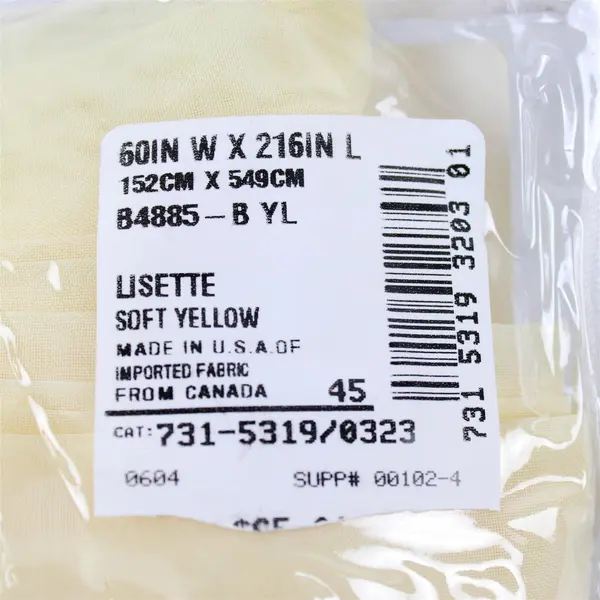 60IN W X 216IN L
152CM X 549CM
B4885-B YL
LISETTE
SOFT YELLOW
MADE IN U.S.A.OF
IMPORTED FABRIC
FROM CANADA 45
CAT:731-5319/0323
0604 SUPP# 00102-4
731 5319 3203 01